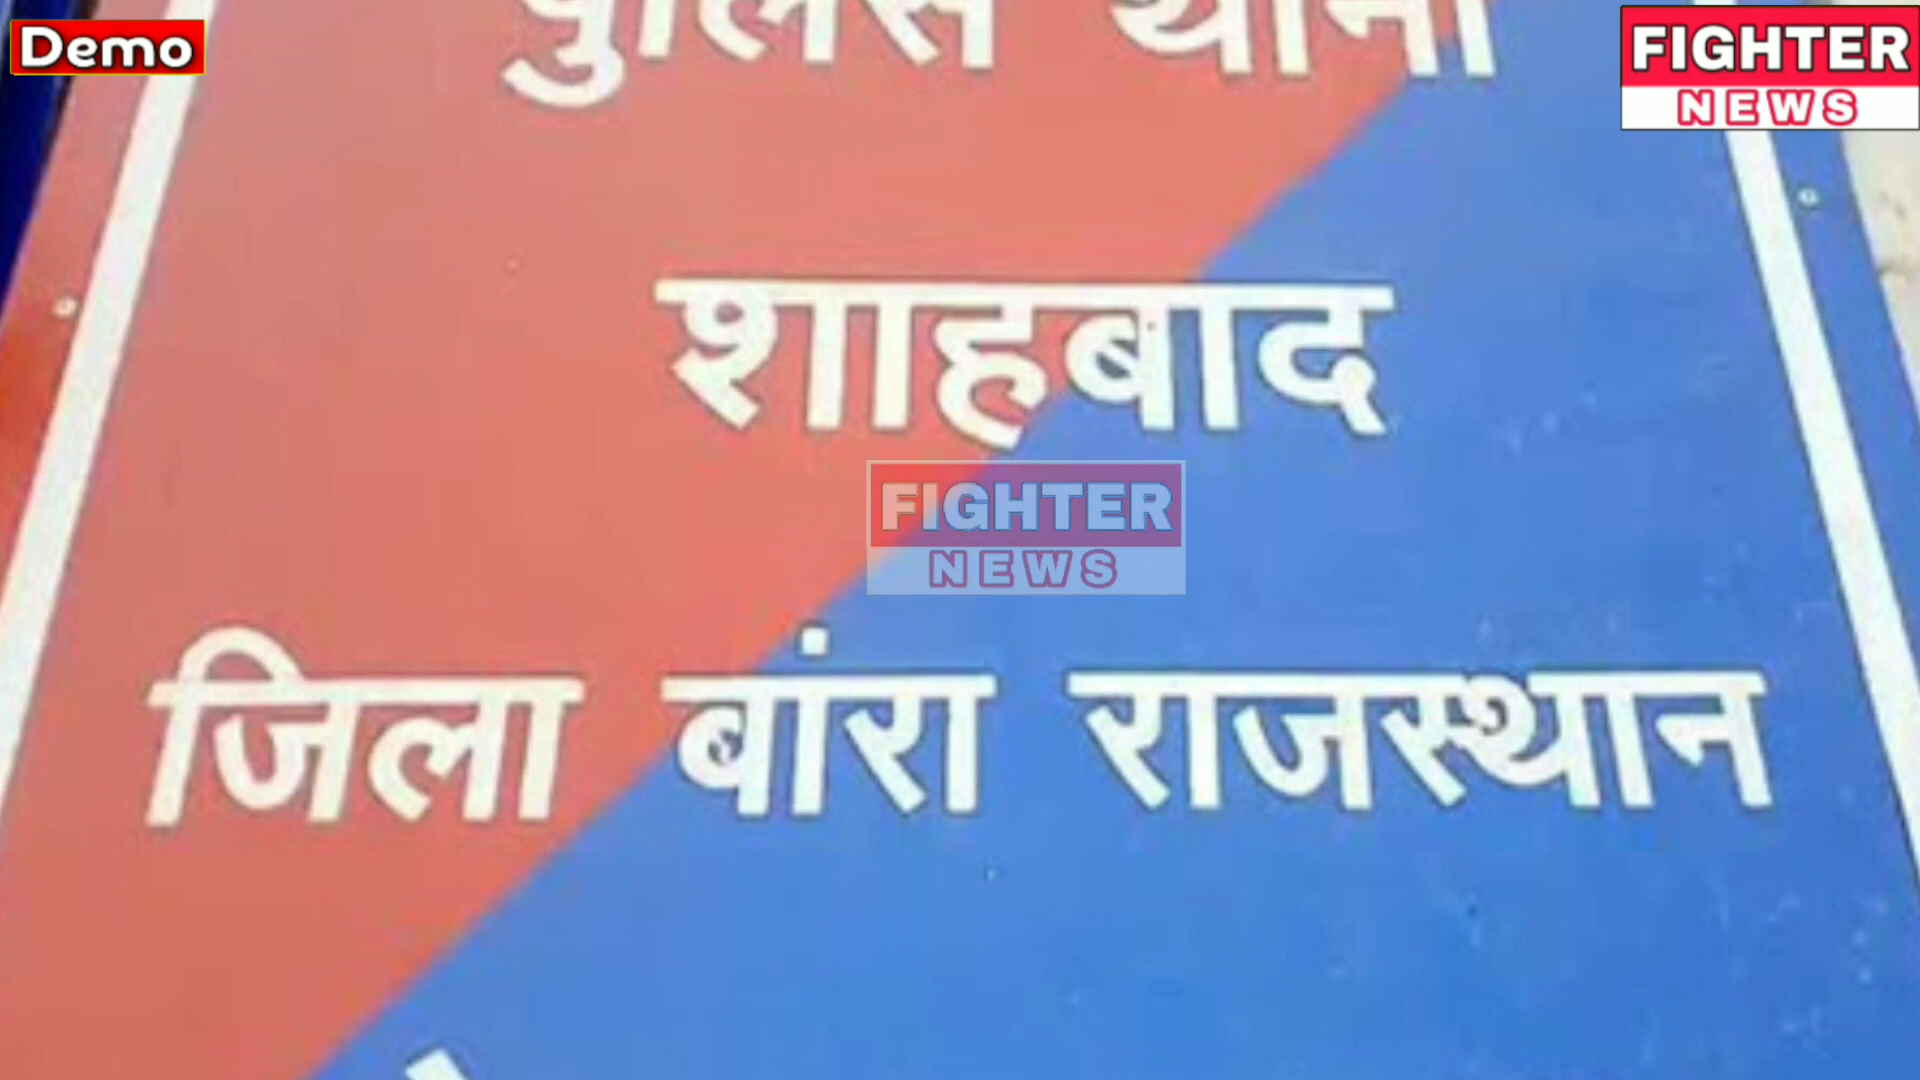 Demo
FIGHTER
NEWS
पुलिस थाना
शाहबाद
FIGHTER
NEWS
जिला बांरा राजस्थान